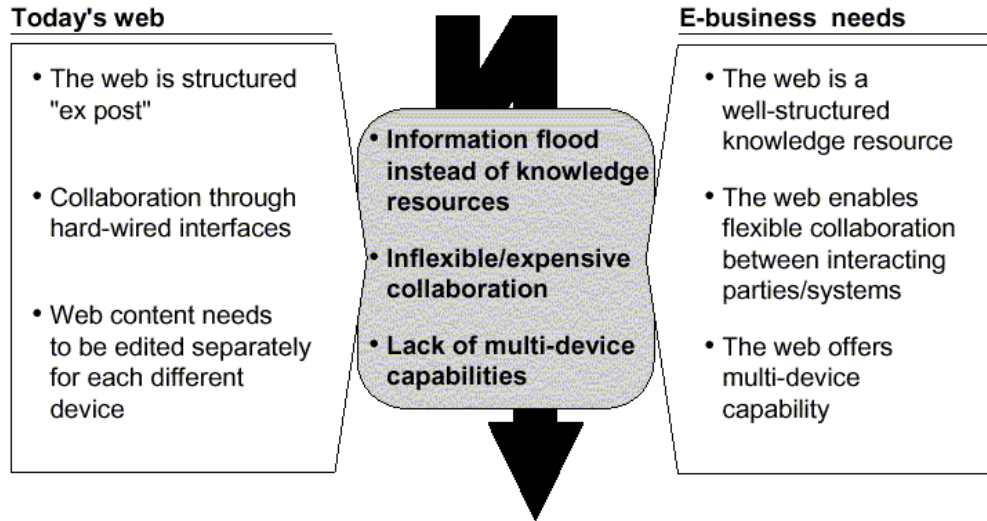 Today's web
• The web is structured
"ex post"
• Collaboration through
hard-wired interfaces
• Web content needs
to be edited separately
for each different
device
• Information flood
instead of knowledge
resources
• Inflexible/expensive
collaboration
• Lack of multi-device
capabilities
E-business needs
• The web is a
well-structured
knowledge resource
• The web enables
flexible collaboration
between interacting
parties/systems
• The web offers
multi-device
capability